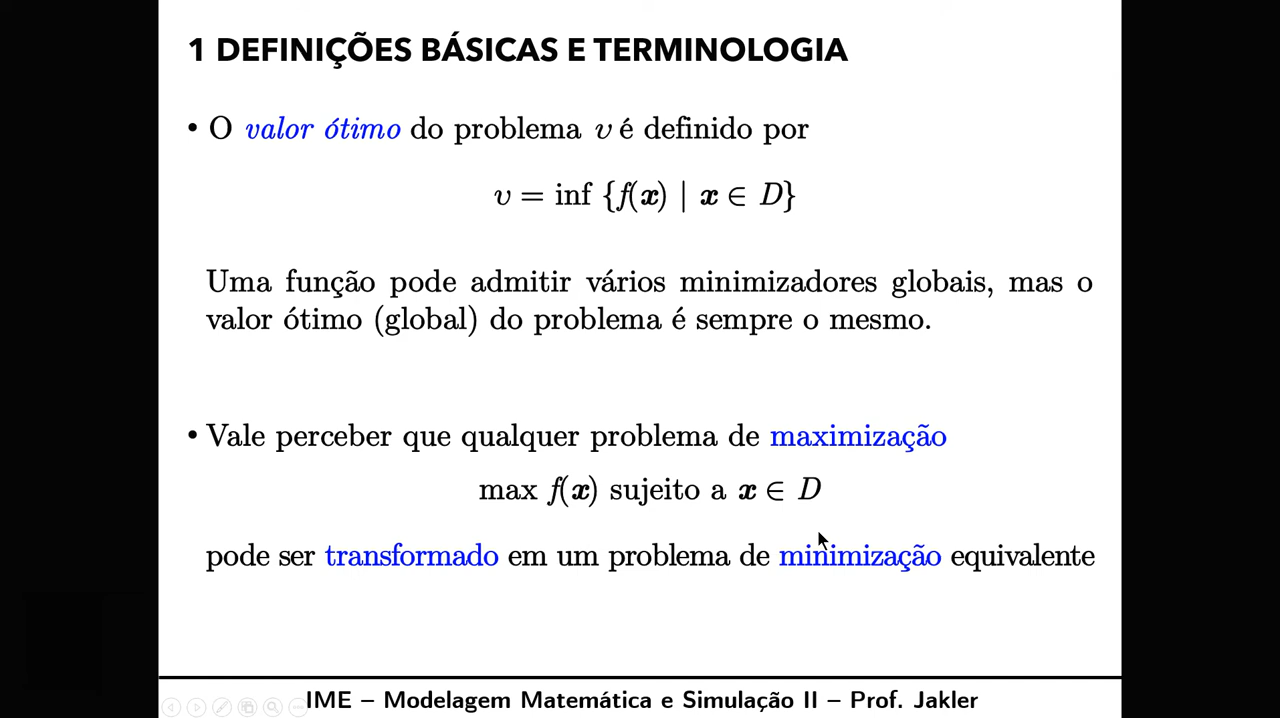 1 DEFINIÇÕES BÁSICAS E TERMINOLOGIA
• O valor ótimo do problema v é definido por
v = inf {f(x) | x ∈ D}
Uma função pode admitir vários minimizadores globais, mas o
valor ótimo (global) do problema é sempre o mesmo.
• Vale perceber que qualquer problema de maximização
max f(x) sujeito a x ∈ D
pode ser transformado em um problema de minimização equivalente
IME – Modelagem Matemática e Simulação II – Prof. Jakler